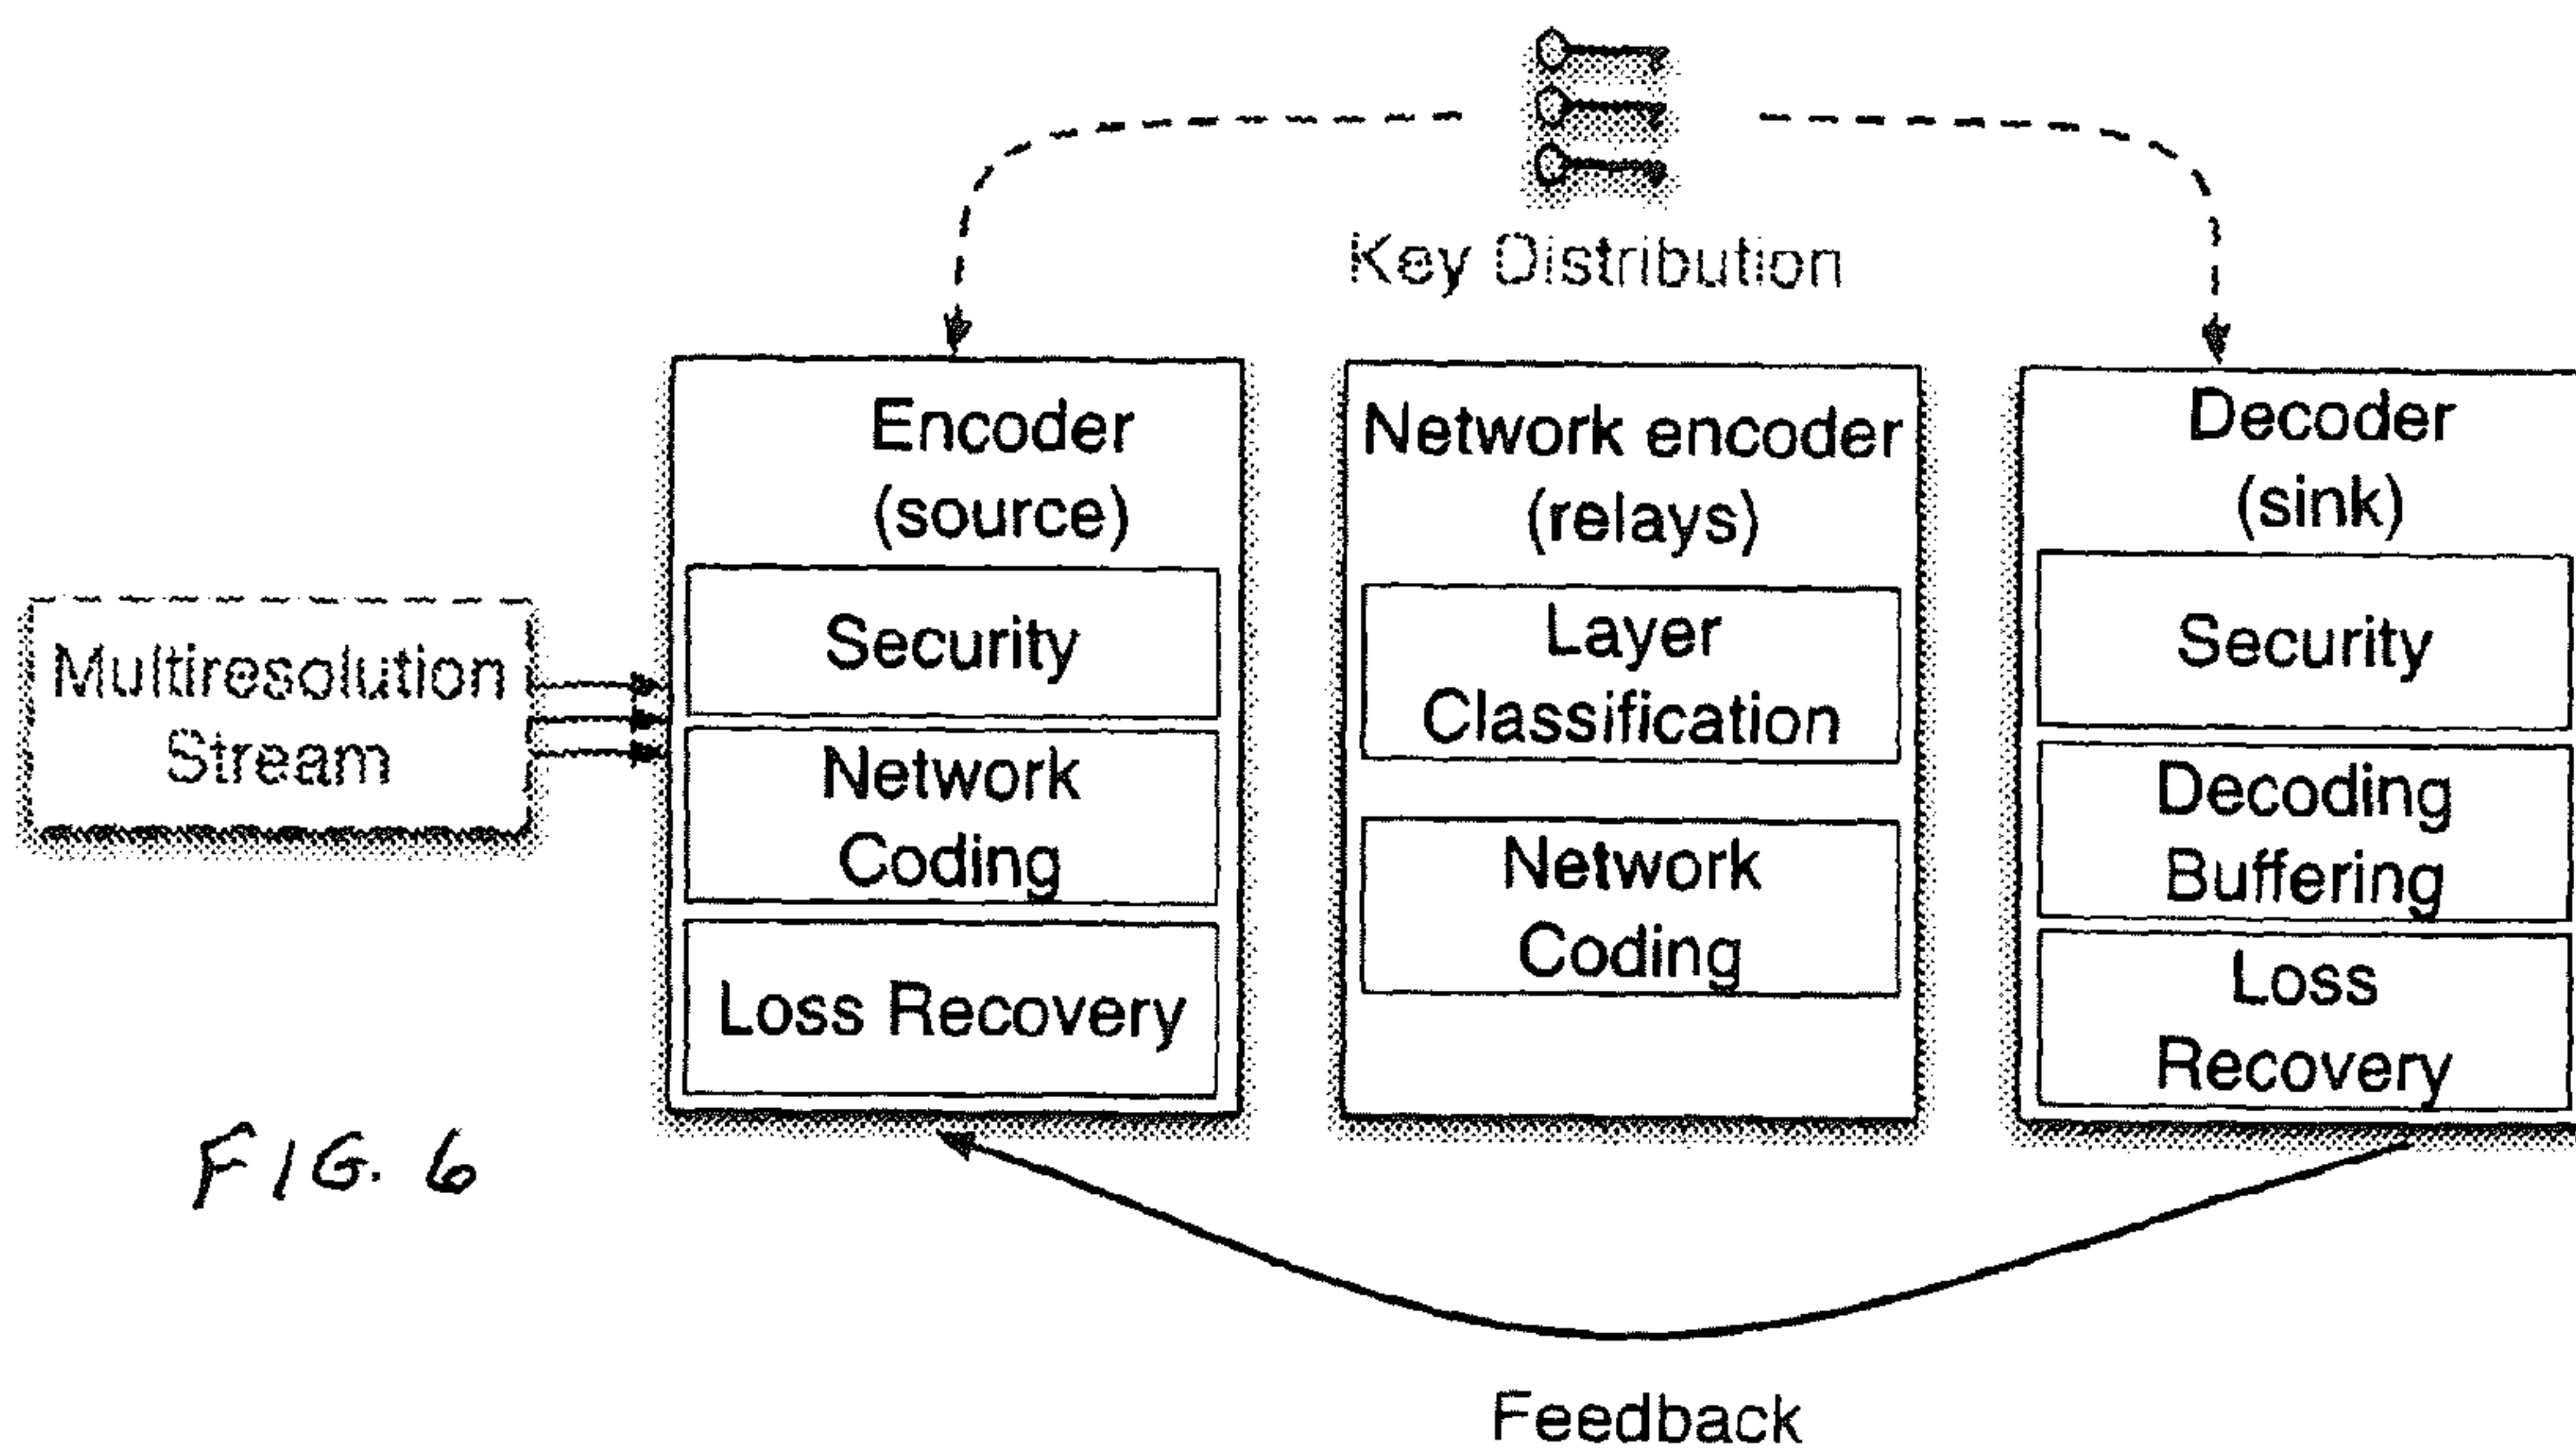 Key Distribution
Multiresolution
Stream
Encoder
(source)
Security
Network
Coding
Loss Recovery
Network encoder
(relays)
Layer
Classification
Network
Coding
Decoder
(sink)
Security
Decoding
Buffering
Loss
Recovery
FIG. 6
Feedback